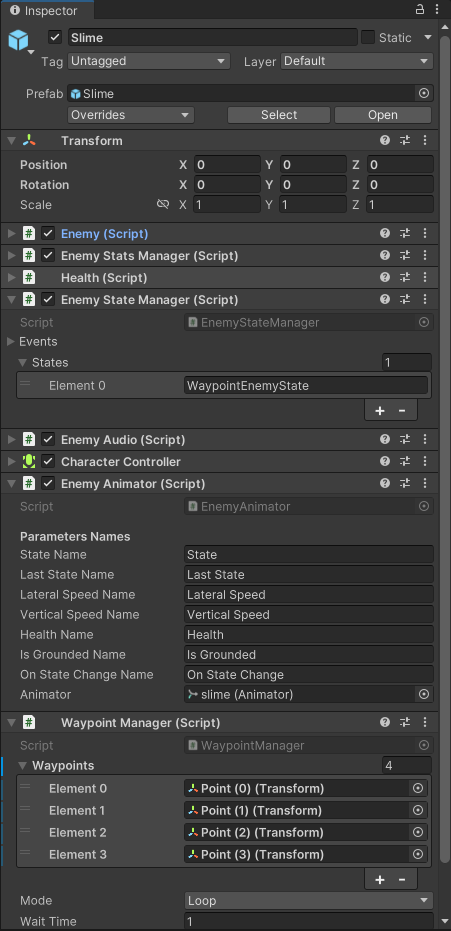 Inspector
Slime Static
Tag Untagged Layer Default
Prefab Slime
Overrides Select Open
Transform
Position X 0 Y 0 Z 0
Rotation X 0 Y 0 Z 0
Scale X 1 Y 1 Z 1
Enemy (Script)
Enemy Stats Manager (Script)
Health (Script)
Enemy State Manager (Script)
Script EnemyStateManager
Events
States 1
Element 0 WaypointEnemyState
+ -
Enemy Audio (Script)
Character Controller
Enemy Animator (Script)
Script EnemyAnimator
Parameters Names
State Name State
Last State Name Last State
Lateral Speed Name Lateral Speed
Vertical Speed Name Vertical Speed
Health Name Health
Is Grounded Name Is Grounded
On State Change Name On State Change
Animator slime (Animator)
Waypoint Manager (Script)
Script WaypointManager
Waypoints 4
Element 0 Point (0) (Transform)
Element 1 Point (1) (Transform)
Element 2 Point (2) (Transform)
Element 3 Point (3) (Transform)
+ -
Mode Loop
Wait Time 1